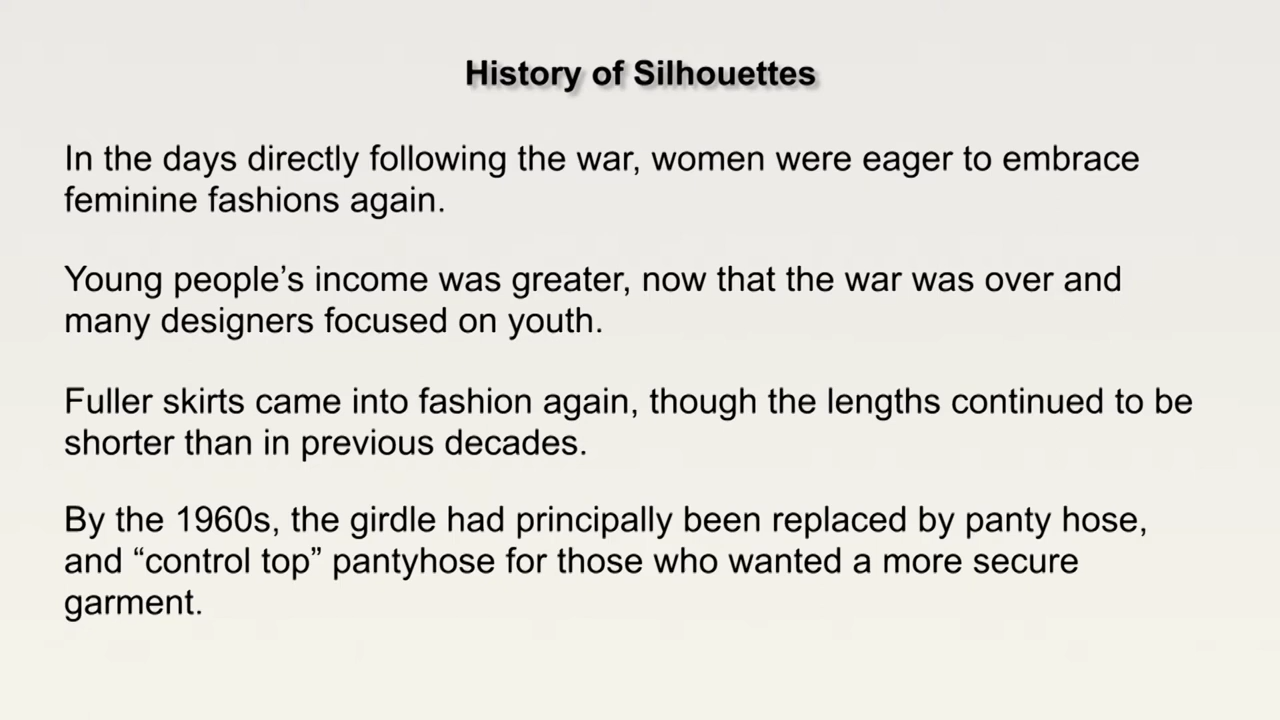 History of Silhouettes
In the days directly following the war, women were eager to embrace
feminine fashions again.
Young people’s income was greater, now that the war was over and
many designers focused on youth.
Fuller skirts came into fashion again, though the lengths continued to be
shorter than in previous decades.
By the 1960s, the girdle had principally been replaced by panty hose,
and “control top” pantyhose for those who wanted a more secure
garment.